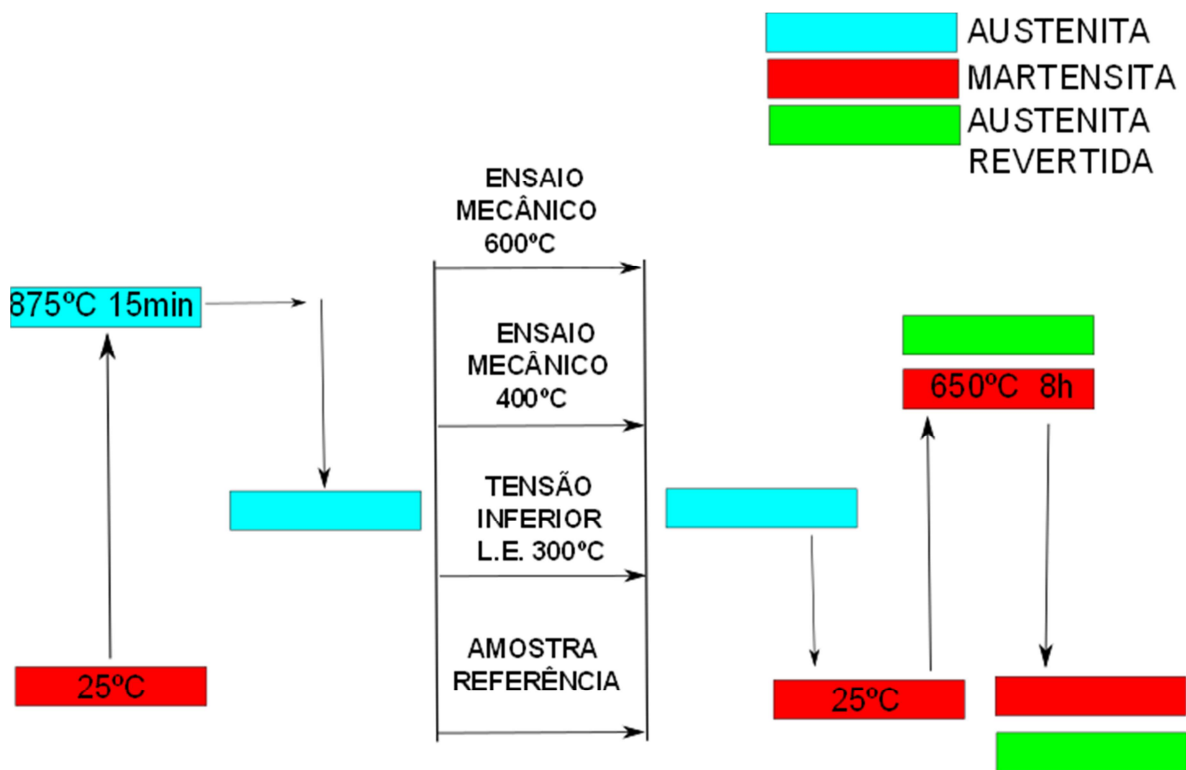 AUSTENITA
MARTENSITA
AUSTENITA
REVERTIDA
ENSAIO
MECÂNICO
600ºC
875ºC 15min
ENSAIO
MECÂNICO
400ºC
650ºC 8h
TENSÃO
INFERIOR
L.E. 300ºC
AMOSTRA
REFERÊNCIA
25ºC
25ºC